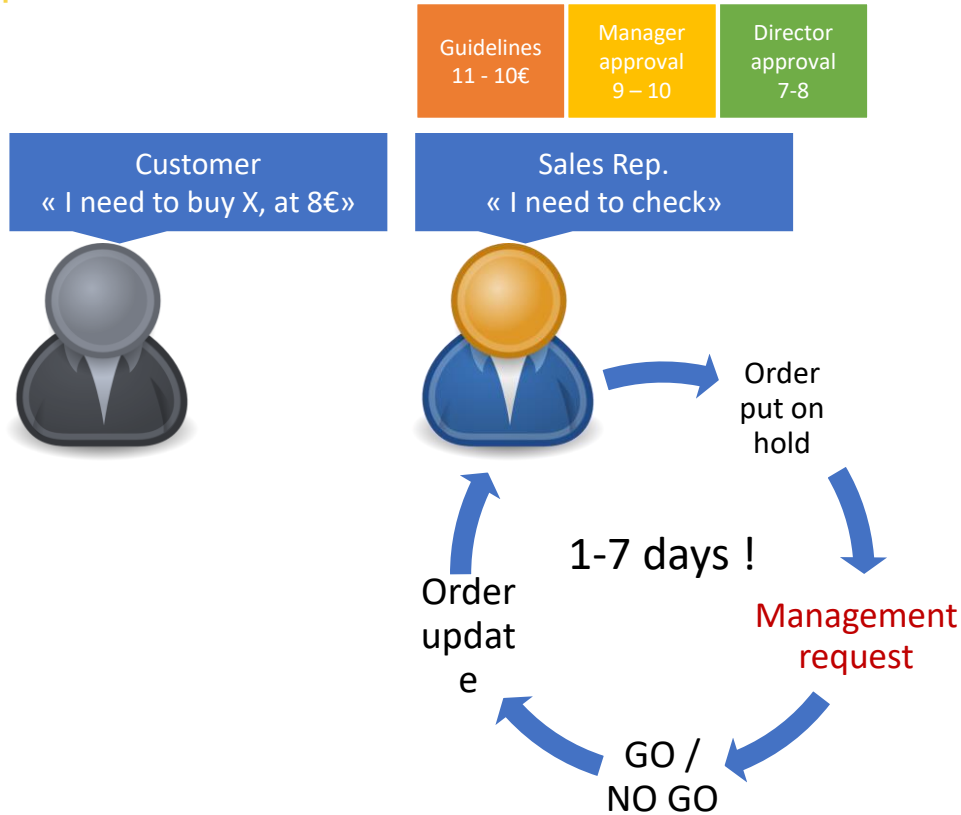 Guidelines
11 - 10€
Manager
approval
9 – 10
Director
approval
7-8
Customer
« I need to buy X, at 8€»
Sales Rep.
« I need to check»
Order
put on
hold
1-7 days !
Management
request
GO /
NO GO
Order
updat
e